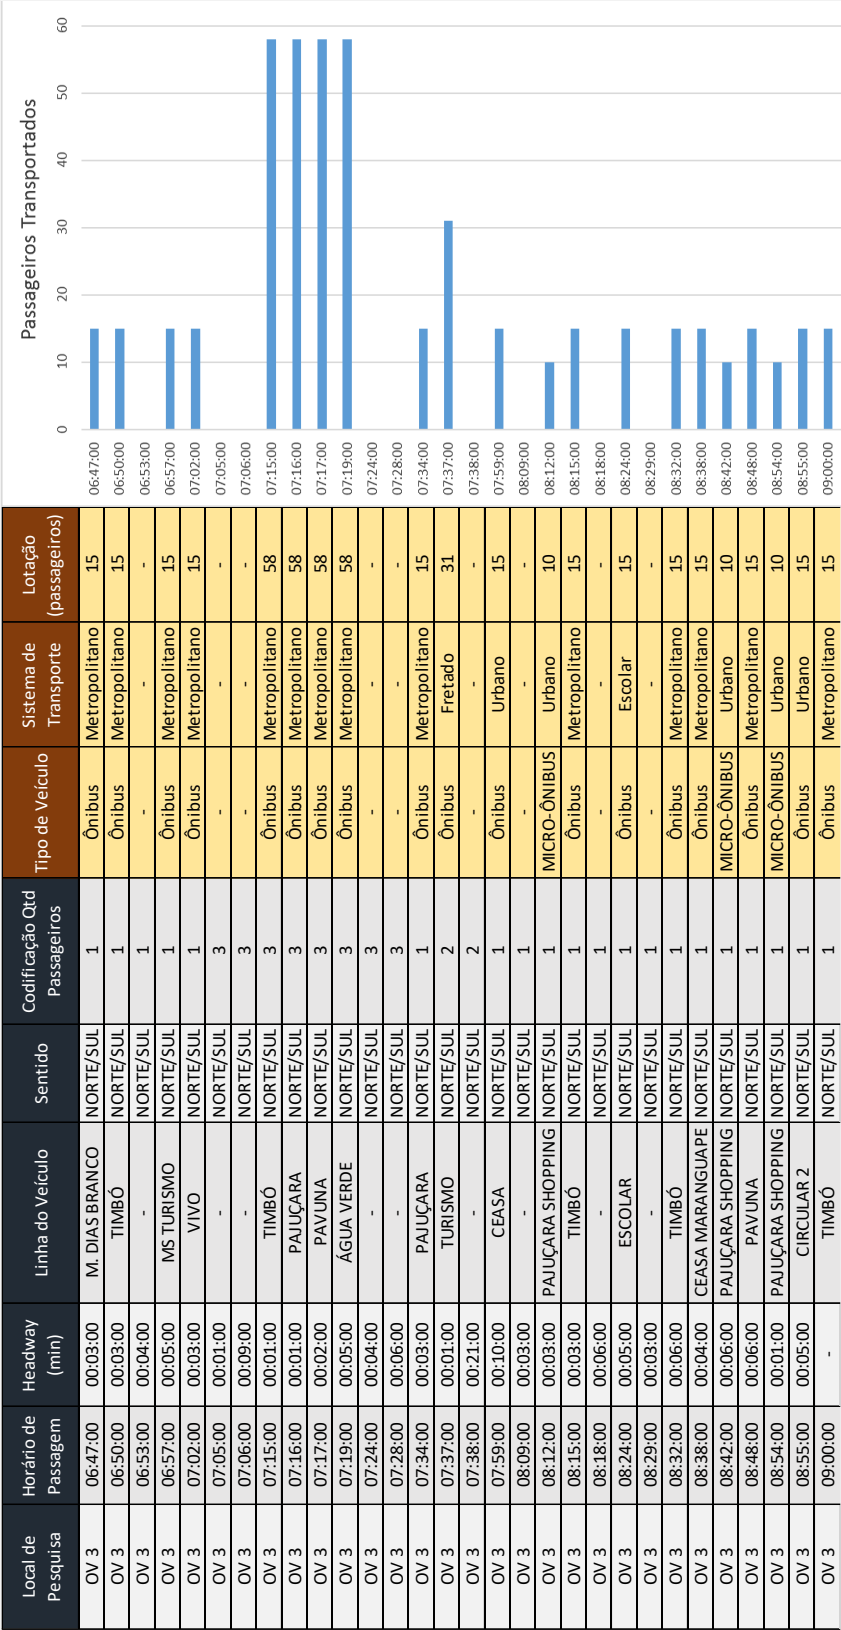 Local de Pesquisa | Horário de Passagem | Headway (min) | Linha do Veículo | Sentido | Codificação Qtd Passageiros | Tipo de Veículo | Sistema de Transporte | Lotação (passageiros)
OV 3 | 06:47:00 | 00:03:00 | M. DIAS BRANCO | NORTE/SUL | 1 | Ônibus | Metropolitano | 15
OV 3 | 06:50:00 | 00:03:00 | TIMBÓ | NORTE/SUL | 1 | Ônibus | Metropolitano | 15
OV 3 | 06:53:00 | 00:04:00 | - | NORTE/SUL | 1 | - | - | -
OV 3 | 06:57:00 | 00:05:00 | MS TURISMO | NORTE/SUL | 1 | Ônibus | Metropolitano | 15
OV 3 | 07:02:00 | 00:03:00 | VIVO | NORTE/SUL | 1 | Ônibus | Metropolitano | 15
OV 3 | 07:05:00 | 00:01:00 | - | NORTE/SUL | 3 | - | - | -
OV 3 | 07:06:00 | 00:09:00 | - | NORTE/SUL | 3 | - | - | -
OV 3 | 07:15:00 | 00:01:00 | TIMBÓ | NORTE/SUL | 3 | Ônibus | Metropolitano | 58
OV 3 | 07:16:00 | 00:01:00 | PAJUÇARA | NORTE/SUL | 3 | Ônibus | Metropolitano | 58
OV 3 | 07:17:00 | 00:02:00 | PAVUNA | NORTE/SUL | 3 | Ônibus | Metropolitano | 58
OV 3 | 07:19:00 | 00:05:00 | ÁGUA VERDE | NORTE/SUL | 3 | Ônibus | Metropolitano | 58
OV 3 | 07:24:00 | 00:04:00 | - | NORTE/SUL | 3 | - | - | -
OV 3 | 07:28:00 | 00:06:00 | - | NORTE/SUL | 3 | - | - | -
OV 3 | 07:34:00 | 00:03:00 | PAJUÇARA | NORTE/SUL | 1 | Ônibus | Metropolitano | 15
OV 3 | 07:37:00 | 00:01:00 | TURISMO | NORTE/SUL | 2 | Ônibus | Fretado | 31
OV 3 | 07:38:00 | 00:21:00 | - | NORTE/SUL | 2 | - | - | -
OV 3 | 07:59:00 | 00:10:00 | CEASA | NORTE/SUL | 1 | Ônibus | Urbano | 15
OV 3 | 08:09:00 | 00:03:00 | - | NORTE/SUL | 1 | - | - | -
OV 3 | 08:12:00 | 00:03:00 | PAJUÇARA SHOPPING | NORTE/SUL | 1 | MICRO-ÔNIBUS | Urbano | 10
OV 3 | 08:15:00 | 00:03:00 | TIMBÓ | NORTE/SUL | 1 | Ônibus | Metropolitano | 15
OV 3 | 08:18:00 | 00:06:00 | - | NORTE/SUL | 1 | - | - | -
OV 3 | 08:24:00 | 00:05:00 | ESCOLAR | NORTE/SUL | 1 | Ônibus | Escolar | 15
OV 3 | 08:29:00 | 00:03:00 | - | NORTE/SUL | 1 | - | - | -
OV 3 | 08:32:00 | 00:06:00 | TIMBÓ | NORTE/SUL | 1 | Ônibus | Metropolitano | 15
OV 3 | 08:38:00 | 00:04:00 | CEASA MARANGUAPE | NORTE/SUL | 1 | Ônibus | Metropolitano | 15
OV 3 | 08:42:00 | 00:06:00 | PAJUÇARA SHOPPING | NORTE/SUL | 1 | MICRO-ÔNIBUS | Urbano | 10
OV 3 | 08:48:00 | 00:06:00 | PAVUNA | NORTE/SUL | 1 | Ônibus | Metropolitano | 15
OV 3 | 08:54:00 | 00:01:00 | PAJUÇARA SHOPPING | NORTE/SUL | 1 | MICRO-ÔNIBUS | Urbano | 10
OV 3 | 08:55:00 | 00:05:00 | CIRCULAR 2 | NORTE/SUL | 1 | Ônibus | Urbano | 15
OV 3 | 09:00:00 | - | TIMBÓ | NORTE/SUL | 1 | Ônibus | Metropolitano | 15
Passageiros Transportados
0 10 20 30 40 50 60
06:47:00
06:50:00
06:53:00
06:57:00
07:02:00
07:05:00
07:06:00
07:15:00
07:16:00
07:17:00
07:19:00
07:24:00
07:28:00
07:34:00
07:37:00
07:38:00
07:59:00
08:09:00
08:12:00
08:15:00
08:18:00
08:24:00
08:29:00
08:32:00
08:38:00
08:42:00
08:48:00
08:54:00
08:55:00
09:00:00